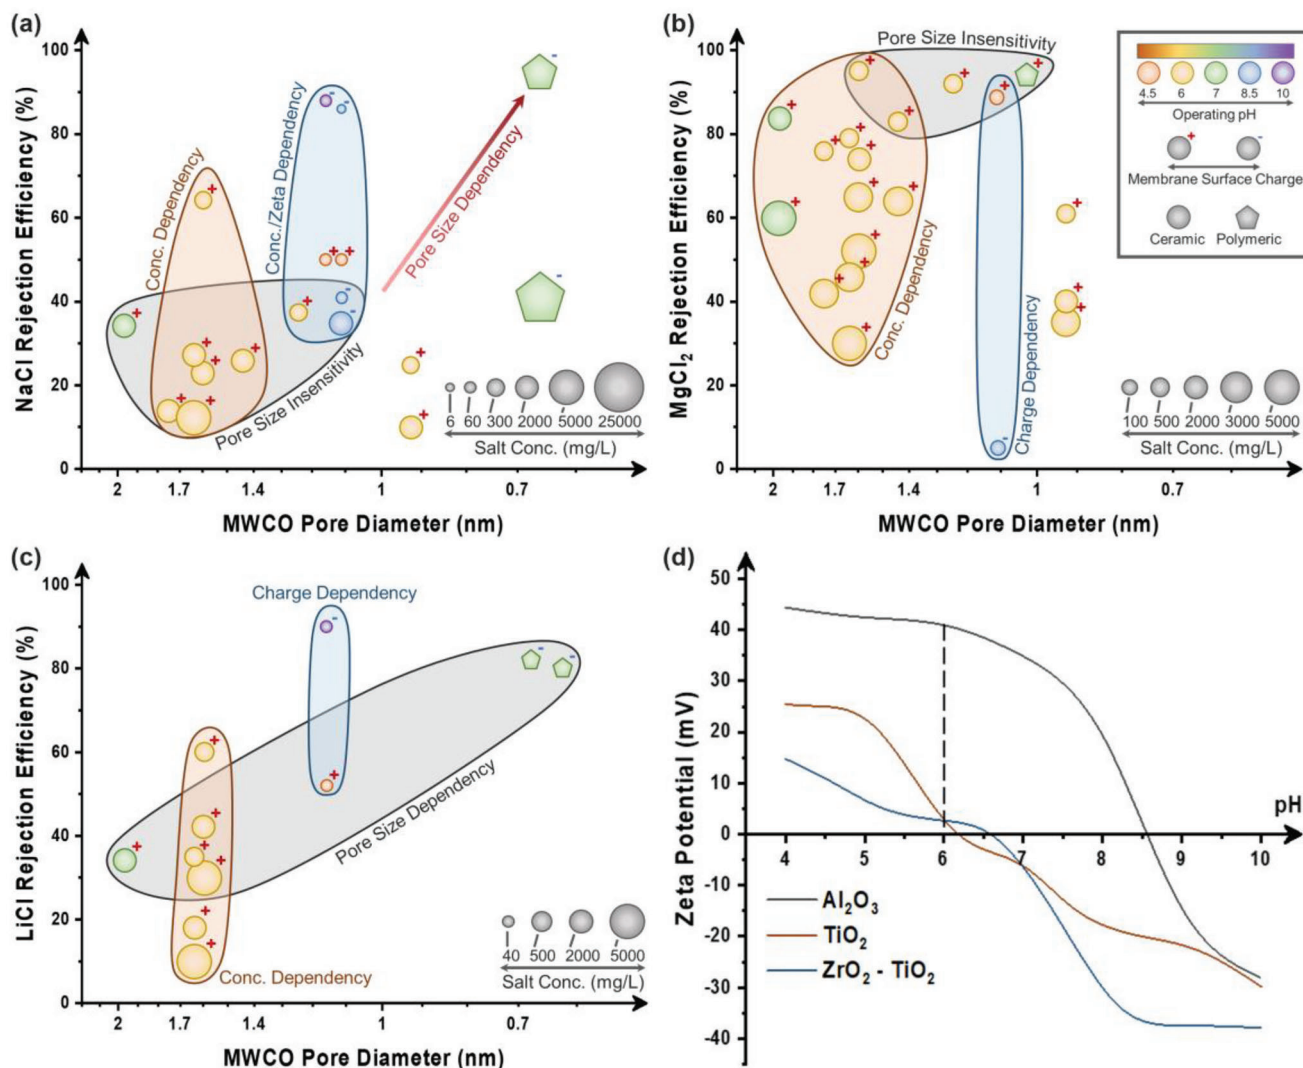 (a)
NaCl Rejection Efficiency (%)
100
80
60
40
20
0
Conc. Dependency
Conc./Zeta Dependency
Pore Size Dependency
Pore Size Insensitivity
6 60 300 2000 5000 25000
Salt Conc. (mg/L)
2 1.7 1.4 1 0.7
MWCO Pore Diameter (nm)
(b)
MgCl₂ Rejection Efficiency (%)
100
80
60
40
20
0
Pore Size Insensitivity
Conc. Dependency
Charge Dependency
4.5 6 7 8.5 10
Operating pH
+ -
Membrane Surface Charge
Ceramic Polymeric
100 500 2000 3000 5000
Salt Conc. (mg/L)
2 1.7 1.4 1 0.7
MWCO Pore Diameter (nm)
(c)
LiCl Rejection Efficiency (%)
100
80
60
40
20
0
Charge Dependency
Pore Size Dependency
Conc. Dependency
40 500 2000 5000
Salt Conc. (mg/L)
2 1.7 1.4 1 0.7
MWCO Pore Diameter (nm)
(d)
Zeta Potential (mV)
50
40
30
20
10
0
-10
-20
-30
-40
pH
4 5 6 7 8 9 10
Al₂O₃
TiO₂
ZrO₂ - TiO₂